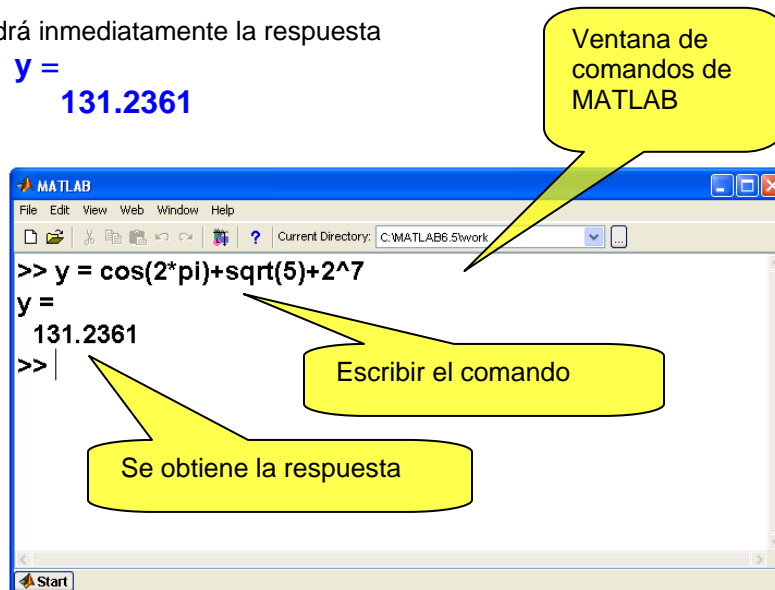 drá inmediatamente la respuesta
y =
131.2361
Ventana de
comandos de
MATLAB
MATLAB
File Edit View Web Window Help
? Current Directory: C:\MATLAB6.5\work ...
>> y = cos(2*pi)+sqrt(5)+2^7
y =
131.2361
>>
Escribir el comando
Se obtiene la respuesta
Start